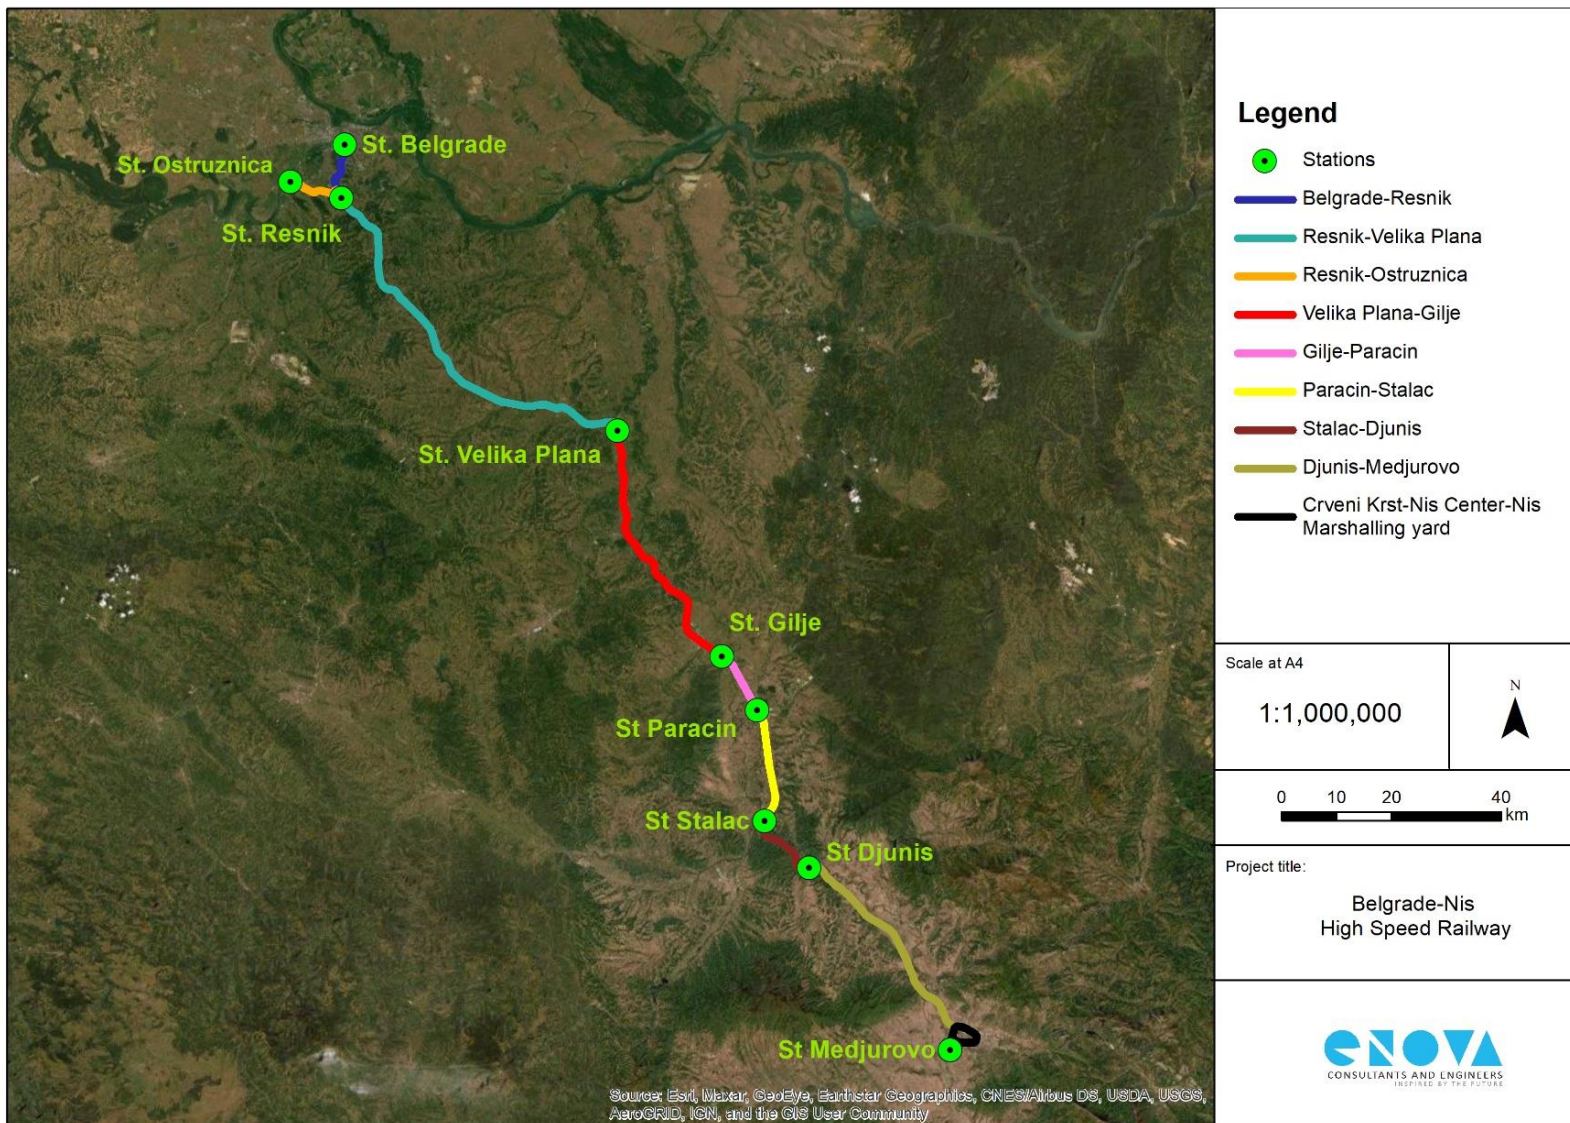 St. Belgrade
St. Ostruznica
St. Resnik
St. Velika Plana
St. Gilje
St Paracin
St Stalac
St Djunis
St Medjurovo
Source: Esri, Maxar, GeoEye, Earthstar Geographics, CNES/Airbus DS, USDA, USGS,
AeroGRID, IGN, and the GIS User Community
Legend
Stations
Belgrade-Resnik
Resnik-Velika Plana
Resnik-Ostruznica
Velika Plana-Gilje
Gilje-Paracin
Paracin-Stalac
Stalac-Djunis
Djunis-Medjurovo
Crveni Krst-Nis Center-Nis
Marshalling yard
Scale at A4
1:1,000,000
N
0 10 20 40
km
Project title:
Belgrade-Nis
High Speed Railway
eNOVA
CONSULTANTS AND ENGINEERS
INSPIRED BY THE FUTURE